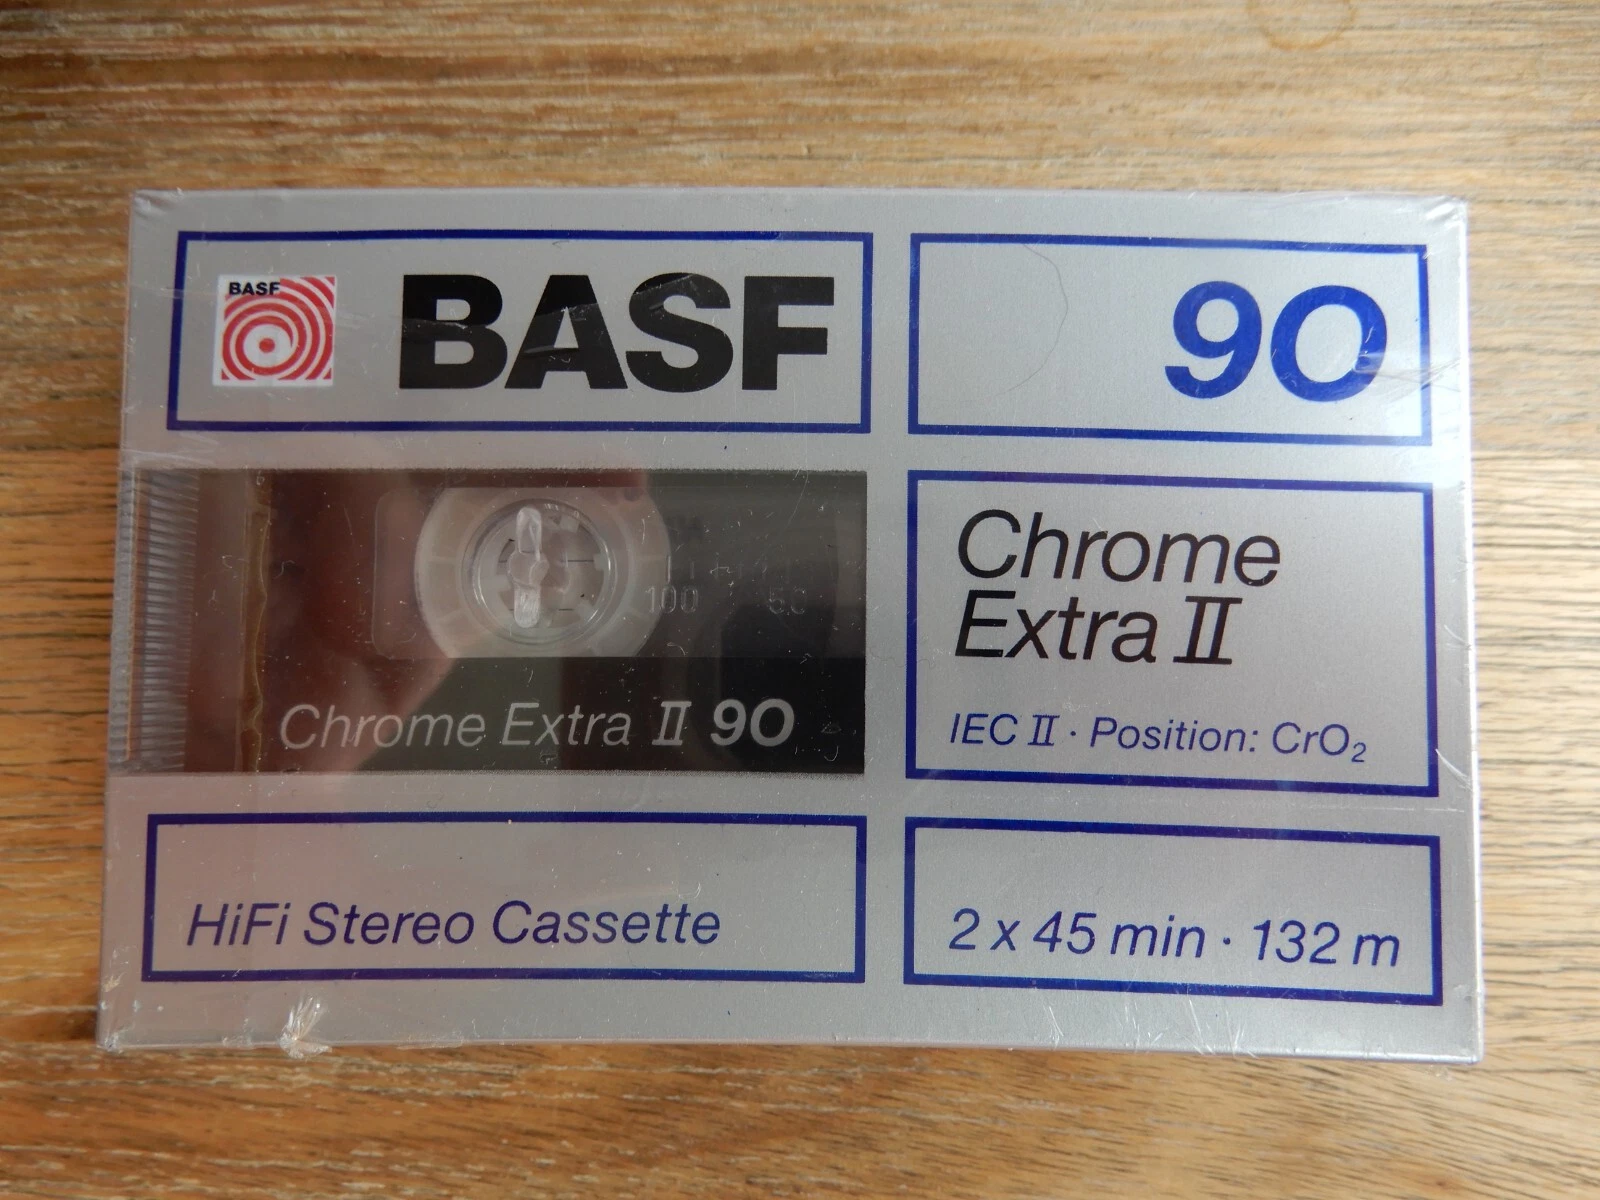 BASF
BASF
90
100 50
Chrome Extra II 90
Chrome
Extra II
IEC II · Position: CrO₂
HiFi Stereo Cassette
2 x 45 min · 132 m